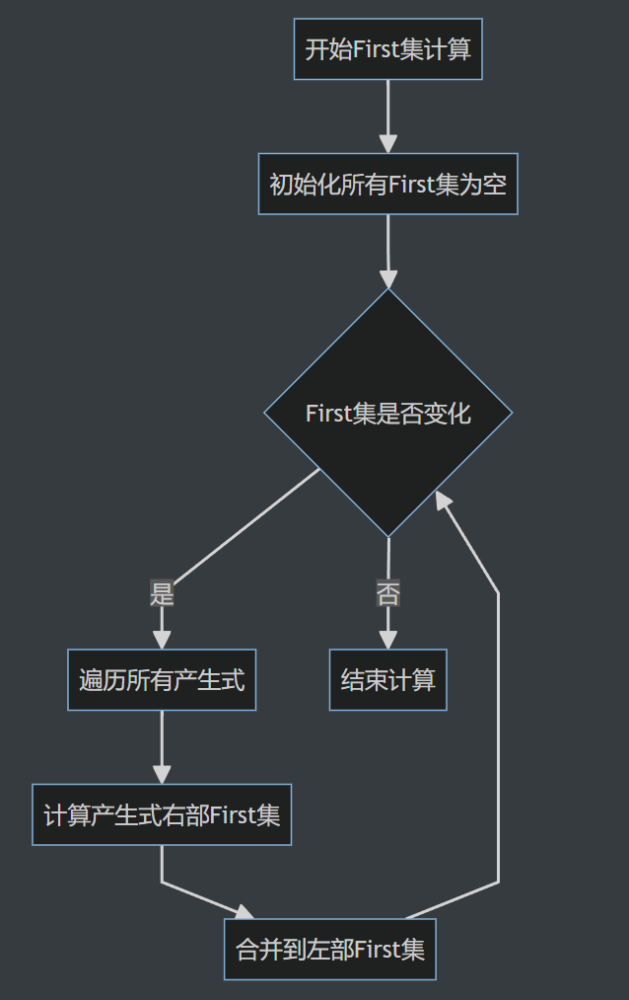 开始First集计算
初始化所有First集为空
First集是否变化
是
否
遍历所有产生式
结束计算
计算产生式右部First集
合并到左部First集